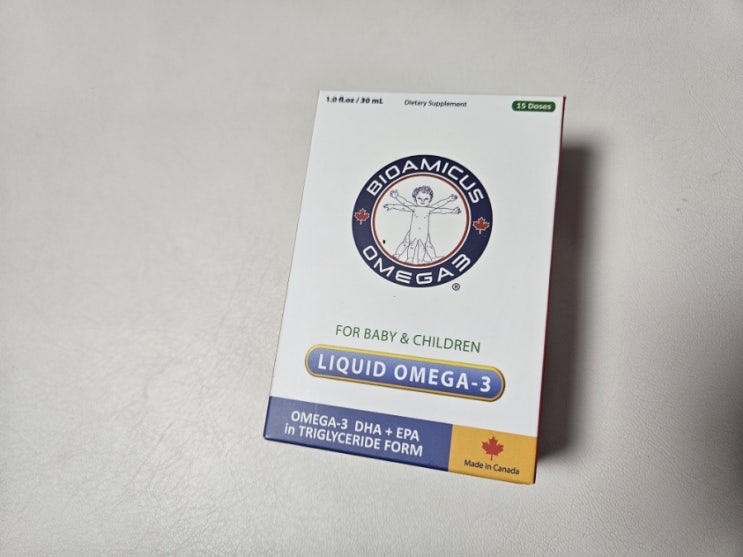 1.0 fl.oz / 30 mL
Dietary Supplement
15 Doses
BIOAMICUS
OMEGA3
®
FOR BABY & CHILDREN
LIQUID OMEGA-3
OMEGA-3 DHA + EPA
in TRIGLYCERIDE FORM
Made in Canada